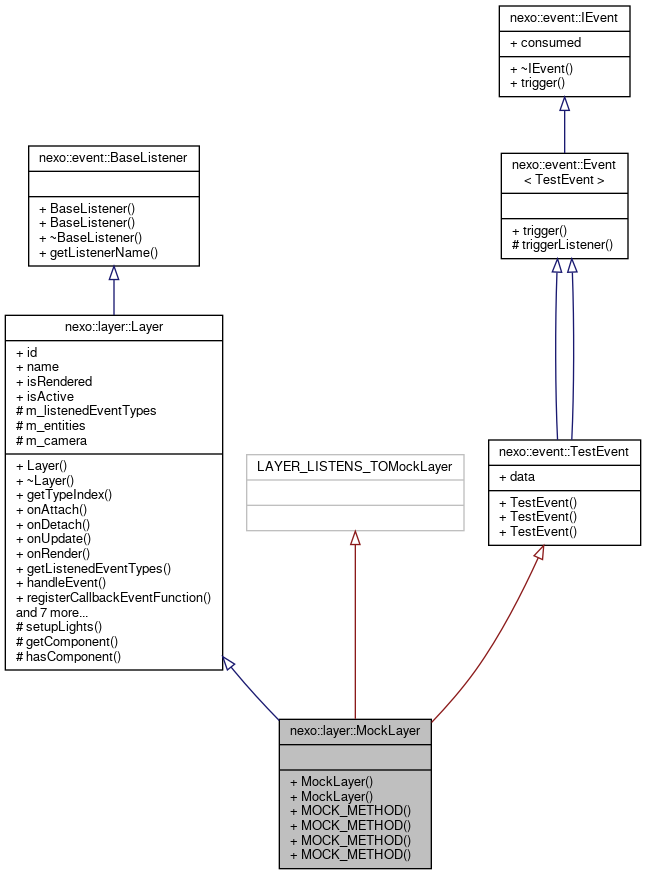 nexo::event::IEvent
+ consumed
+ ~IEvent()
+ trigger()
nexo::event::BaseListener
+ BaseListener()
+ BaseListener()
+ ~BaseListener()
+ getListenerName()
nexo::event::Event
< TestEvent >
+ trigger()
# triggerListener()
nexo::layer::Layer
+ id
+ name
+ isRendered
+ isActive
# m_listenedEventTypes
# m_entities
# m_camera
+ Layer()
+ ~Layer()
+ getTypeIndex()
+ onAttach()
+ onDetach()
+ onUpdate()
+ onRender()
+ getListenedEventTypes()
+ handleEvent()
+ registerCallbackEventFunction()
and 7 more...
# setupLights()
# getComponent()
# hasComponent()
LAYER_LISTENS_TOMockLayer
nexo::event::TestEvent
+ data
+ TestEvent()
+ TestEvent()
+ TestEvent()
nexo::layer::MockLayer
+ MockLayer()
+ MockLayer()
+ MOCK_METHOD()
+ MOCK_METHOD()
+ MOCK_METHOD()
+ MOCK_METHOD()